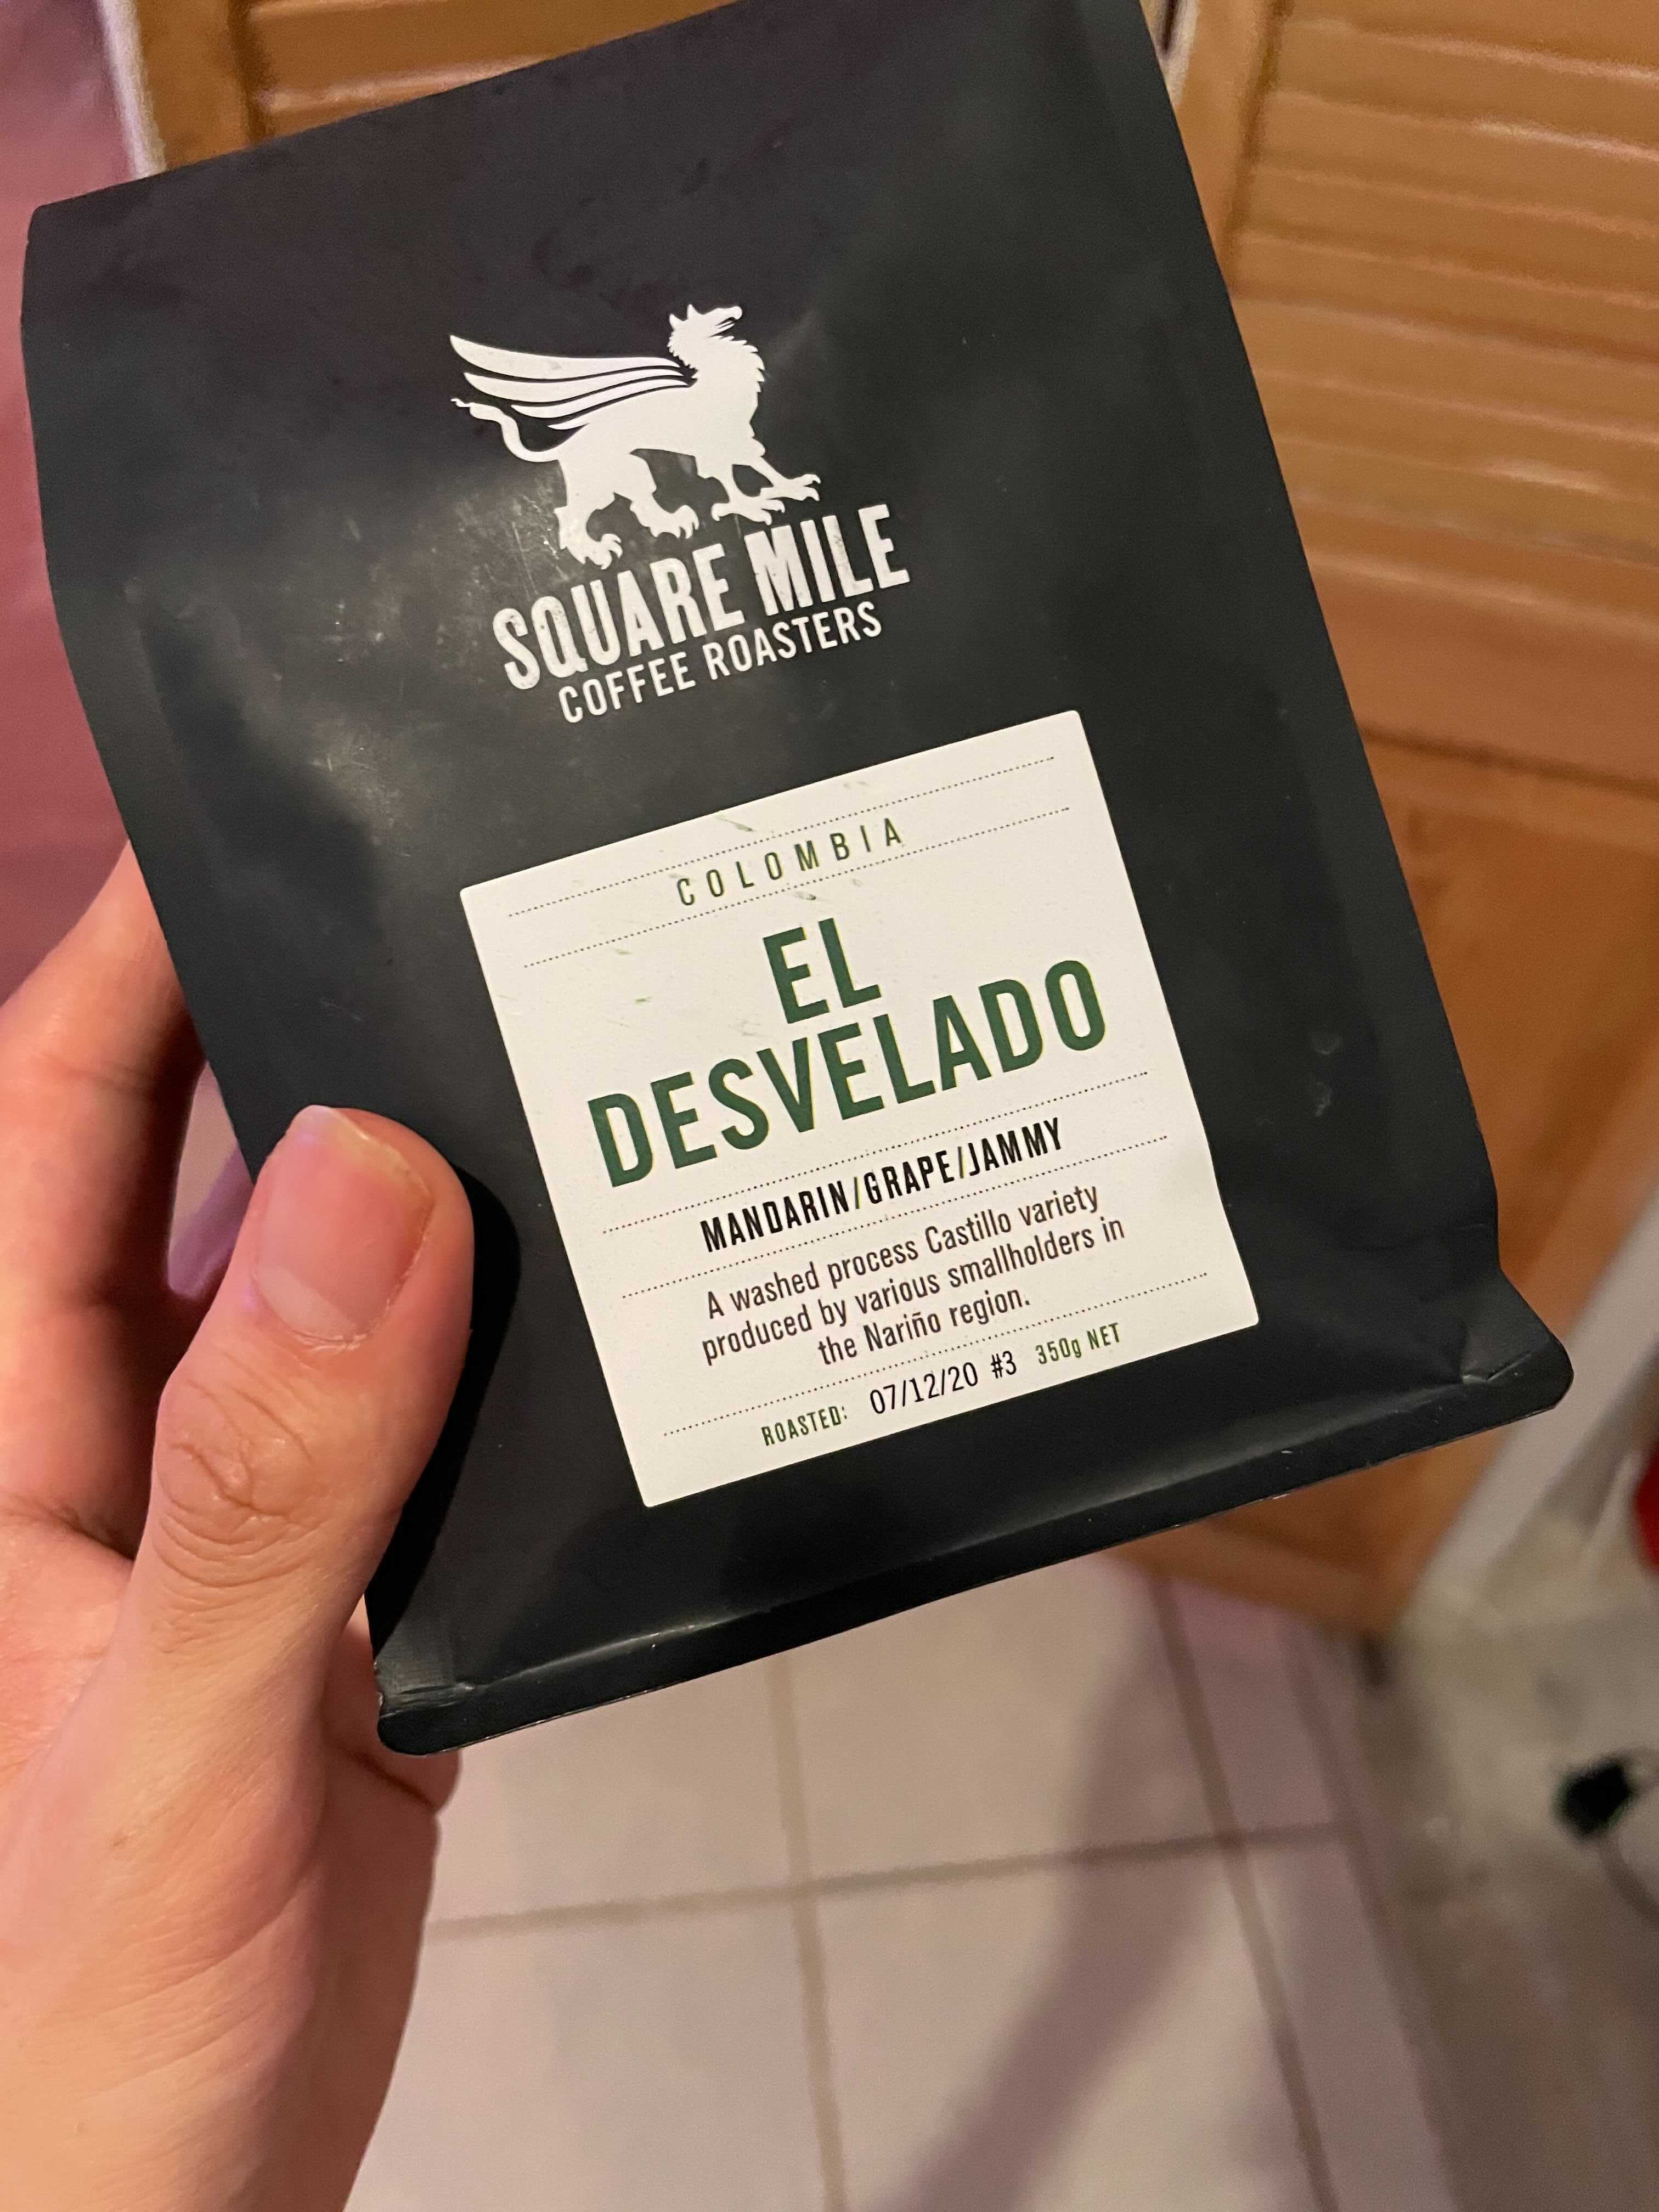 SQUARE MILE
COFFEE ROASTERS
COLOMBIA
EL
DESVELADO
MANDARIN/GRAPE/JAMMY
A washed process Castillo variety
produced by various smallholders in
the Nariño region.
ROASTED: 07/12/20 #3 350g NET